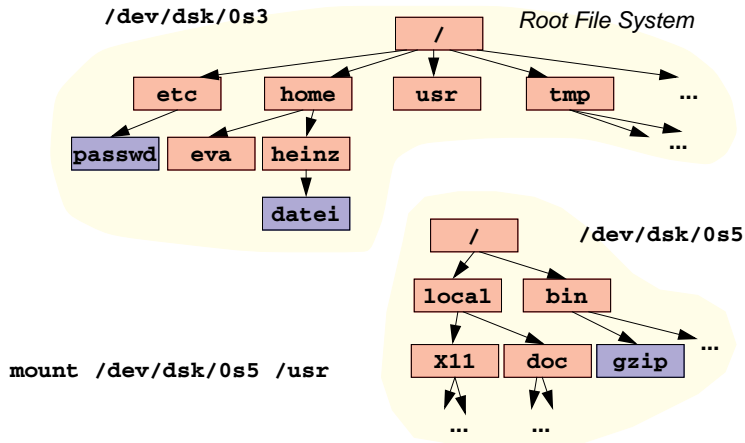 /dev/dsk/0s3
Root File System
/
etc home usr tmp ...
passwd eva heinz ...
datei
/ /dev/dsk/0s5
local bin
...
X11 doc gzip
mount /dev/dsk/0s5 /usr
... ...